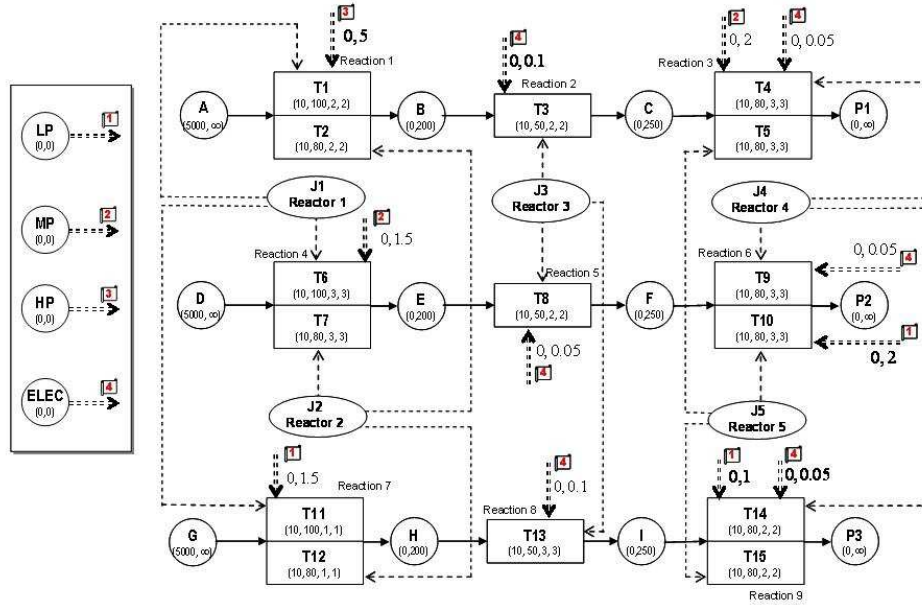 3
0,5
Reaction 1
4
0,0.1
Reaction 2
2
0,2
4
0,0.05
Reaction 3
A
(5000, ∞)
T1
(10,100,2,2)
T2
(10,80,2,2)
B
(0,200)
T3
(10,50,2,2)
C
(0,250)
T4
(10,80,3,3)
T5
(10,80,3,3)
P1
(0,∞)
LP
(0,0)
1
MP
(0,0)
2
HP
(0,0)
3
ELEC
(0,0)
4
J1
Reactor 1
J3
Reactor 3
J4
Reactor 4
2
0,1.5
Reaction 4
Reaction 5
Reaction 6
0,0.05
4
D
(5000,∞)
T6
(10,100,3,3)
T7
(10,80,3,3)
E
(0,200)
T8
(10,50,2,2)
F
(0,250)
T9
(10,80,3,3)
T10
(10,80,3,3)
P2
(0,∞)
0,0.05
4
1
0,2
J2
Reactor 2
J5
Reactor 5
1
0,1.5
Reaction 7
4
0,0.1
Reaction 8
1
0,1
4
0,0.05
G
(5000,∞)
T11
(10,100,1,1)
T12
(10,80,1,1)
H
(0,200)
T13
(10,50,3,3)
I
(0,250)
T14
(10,80,2,2)
T15
(10,80,2,2)
P3
(0,∞)
Reaction 9